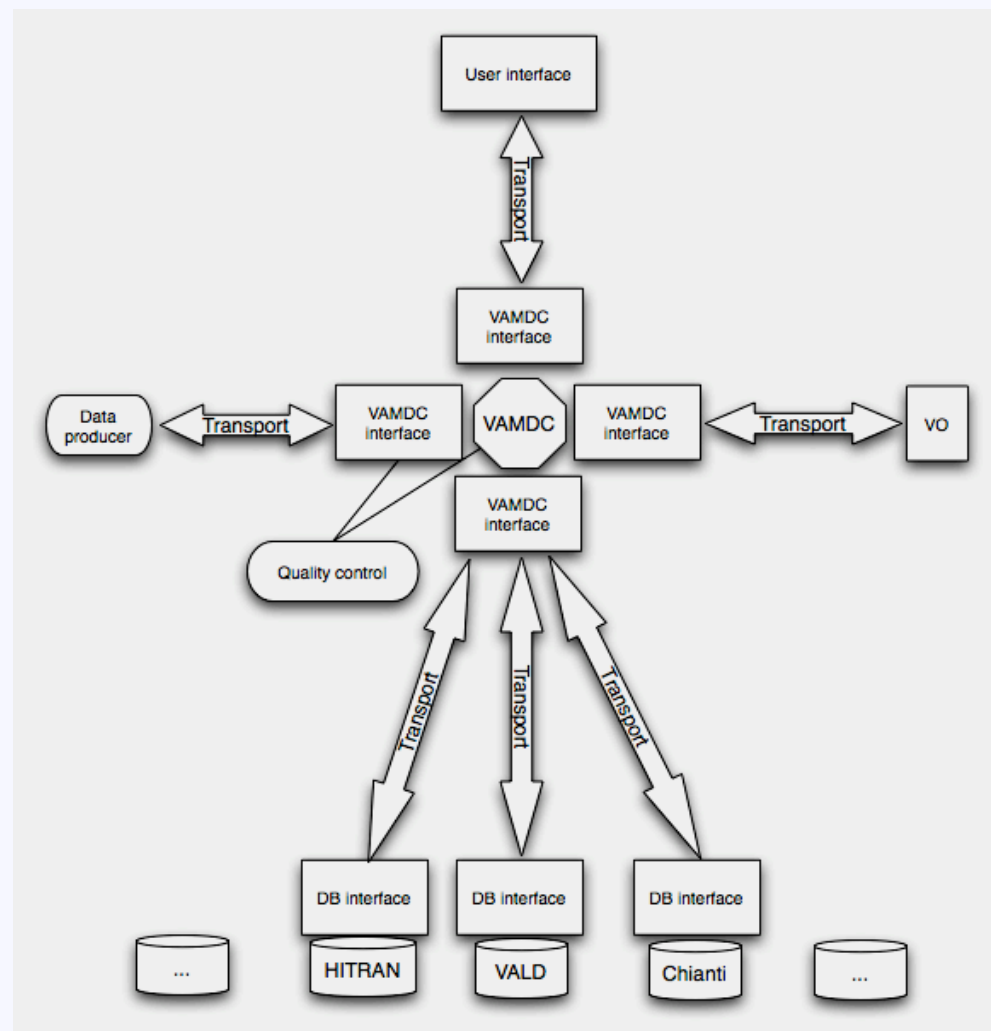 User interface
Transport
VAMDC
interface
Data
producer
Transport
VAMDC
interface
VAMDC
VAMDC
interface
Transport
VO
VAMDC
interface
Quality control
Transport
Transport
Transport
DB interface
DB interface
DB interface
...
HITRAN
VALD
Chianti
...